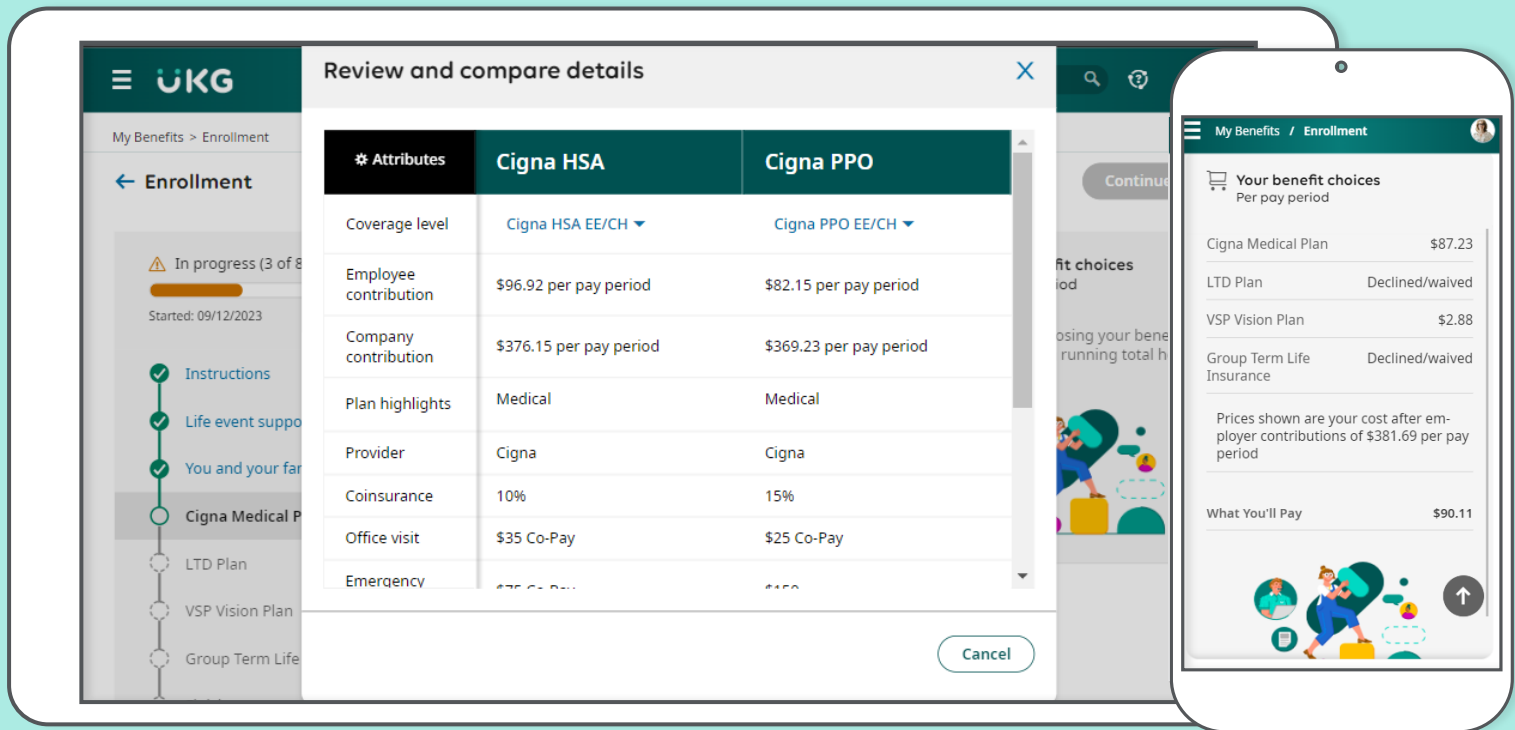 UKG
My Benefits > Enrollment
← Enrollment
In progress (3 of 8
Started: 09/12/2023
Instructions
Life event suppo
You and your far
Cigna Medical P
LTD Plan
VSP Vision Plan
Group Term Life
Review and compare details
X
Attributes
Cigna HSA
Cigna PPO
Coverage level
Cigna HSA EE/CH
Cigna PPO EE/CH
Employee
contribution
$96.92 per pay period
$82.15 per pay period
Company
contribution
$376.15 per pay period
$369.23 per pay period
Plan highlights
Medical
Medical
Provider
Cigna
Cigna
Coinsurance
10%
15%
Office visit
$35 Co-Pay
$25 Co-Pay
Emergency
$75 Co-Pay
$150
Cancel
Continue
fit choices
iod
osing your bene
running total h
My Benefits / Enrollment
Your benefit choices
Per pay period
Cigna Medical Plan
$87.23
LTD Plan
Declined/waived
VSP Vision Plan
$2.88
Group Term Life
Insurance
Declined/waived
Prices shown are your cost after em-
ployer contributions of $381.69 per pay
period
What You'll Pay
$90.11